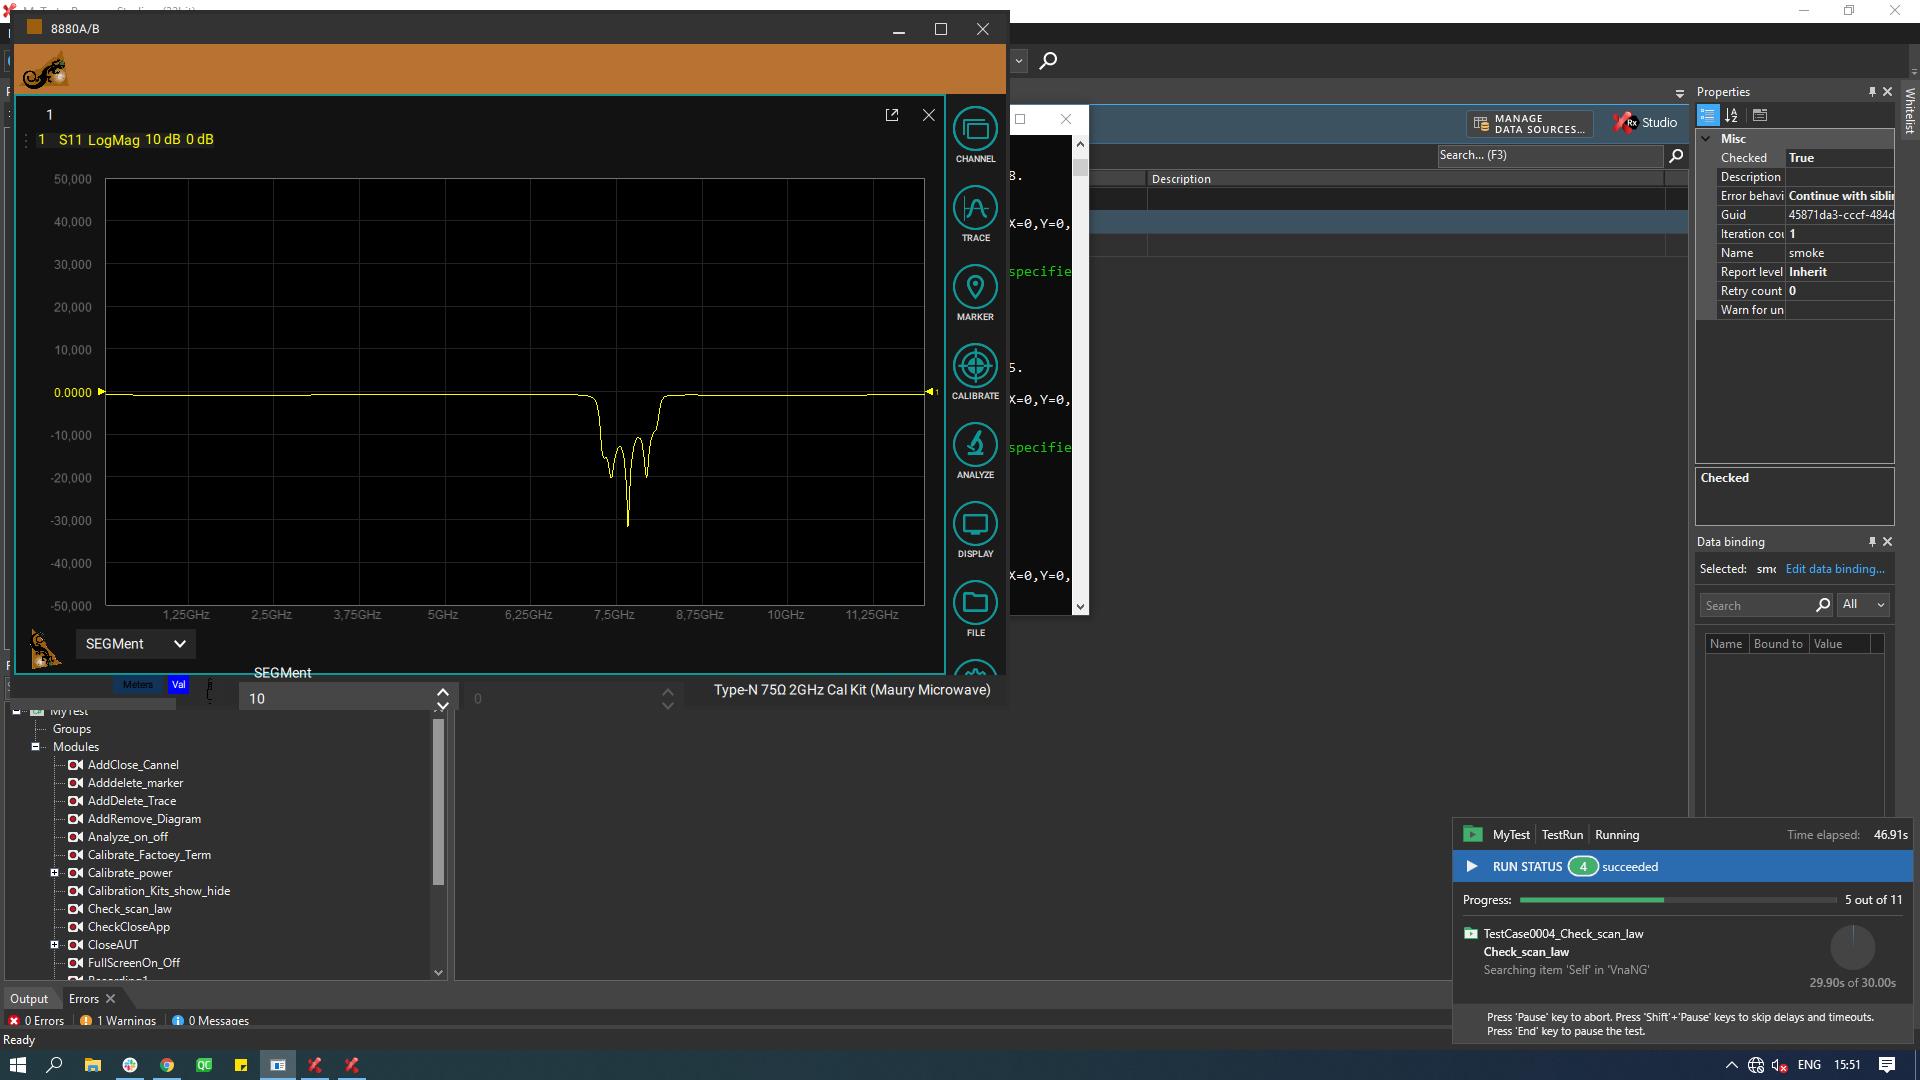 8880A/B
1
1 S11 LogMag 10 dB 0 dB
50,000
40,000
30,000
20,000
10,000
0.0000
-10,000
-20,000
-30,000
-40,000
-50,000
1,25GHz 2,5GHz 3,75GHz 5GHz 6,25GHz 7,5GHz 8,75GHz 10GHz 11,25GHz
1
SEGMent
SEGMent
Meters Val
10
0
Type-N 75Ω 2GHz Cal Kit (Maury Microwave)
CHANNEL
TRACE
MARKER
CALIBRATE
ANALYZE
DISPLAY
FILE
8.
X=0,Y=0,
specifie
5.
X=0,Y=0,
specifie
X=0,Y=0,
MANAGE
DATA SOURCES...
Rx Studio
Search... (F3)
Description
Properties
Whitelist
Misc
Checked True
Description
Error behavi Continue with siblin
Guid 45871da3-cccf-484d
Iteration cou 1
Name smoke
Report level Inherit
Retry count 0
Warn for un
Checked
Data binding
Selected: smo Edit data binding...
Search All
Name Bound to Value
MyTest
Groups
Modules
AddClose_Cannel
Adddelete_marker
AddDelete_Trace
AddRemove_Diagram
Analyze_on_off
Calibrate_Factoey_Term
Calibrate_power
Calibration_Kits_show_hide
Check_scan_law
CheckCloseApp
CloseAUT
FullScreenOn_Off
Recording1
Output Errors
0 Errors 1 Warnings 0 Messages
Ready
MyTest TestRun Running Time elapsed: 46.91s
RUN STATUS 4 succeeded
Progress: 5 out of 11
TestCase0004_Check_scan_law
Check_scan_law
Searching item 'Self' in 'VnaNG'
29.90s of 30.00s
Press 'Pause' key to abort. Press 'Shift'+'Pause' keys to skip delays and timeouts.
Press 'End' key to pause the test.
QC
ENG 15:51